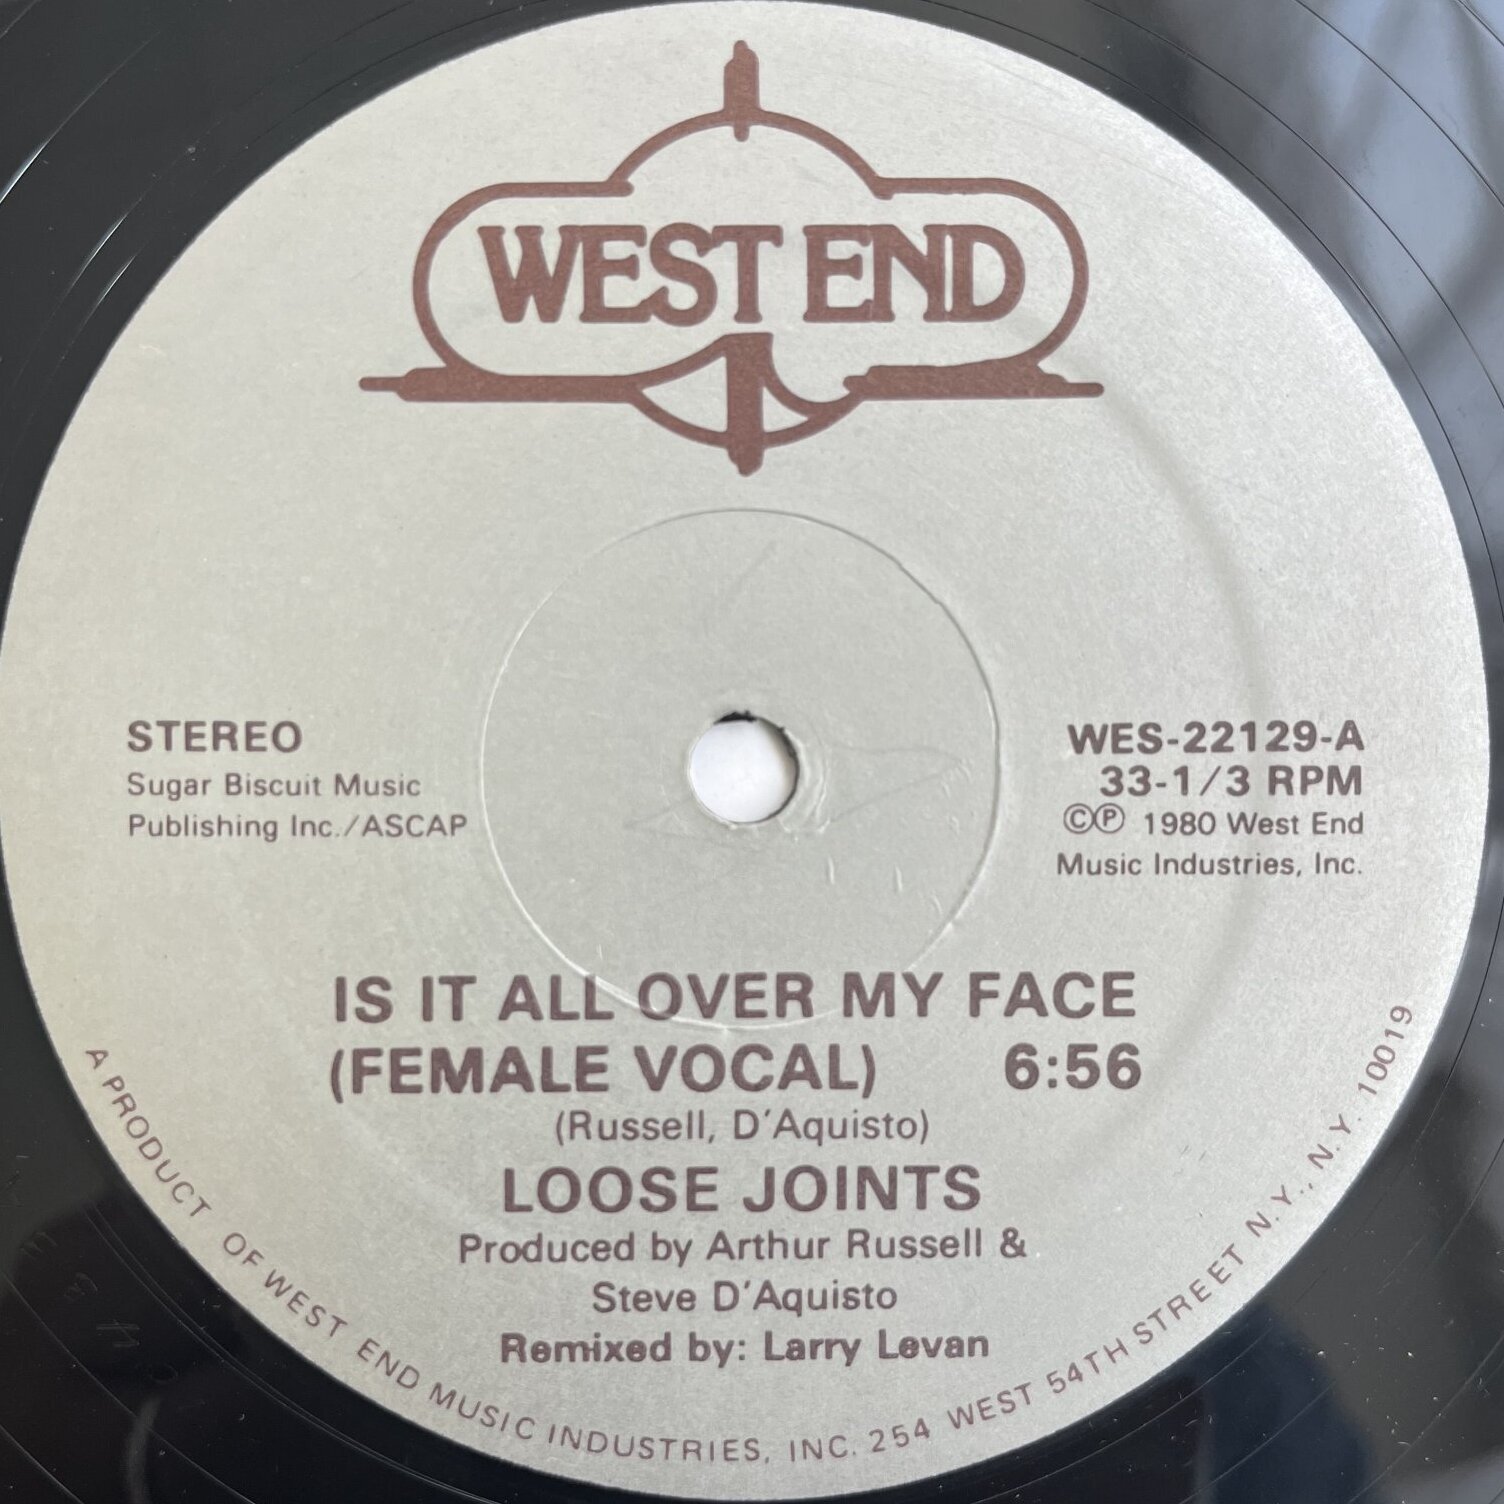 WEST END
STEREO
Sugar Biscuit Music
Publishing Inc./ASCAP
WES-22129-A
33-1/3 RPM
©℗ 1980 West End
Music Industries, Inc.
IS IT ALL OVER MY FACE
(FEMALE VOCAL) 6:56
(Russell, D'Aquisto)
LOOSE JOINTS
Produced by Arthur Russell &
Steve D'Aquisto
Remixed by: Larry Levan
A PRODUCT OF WEST END MUSIC INDUSTRIES, INC. 254 WEST 54TH STREET N.Y., N.Y. 10019